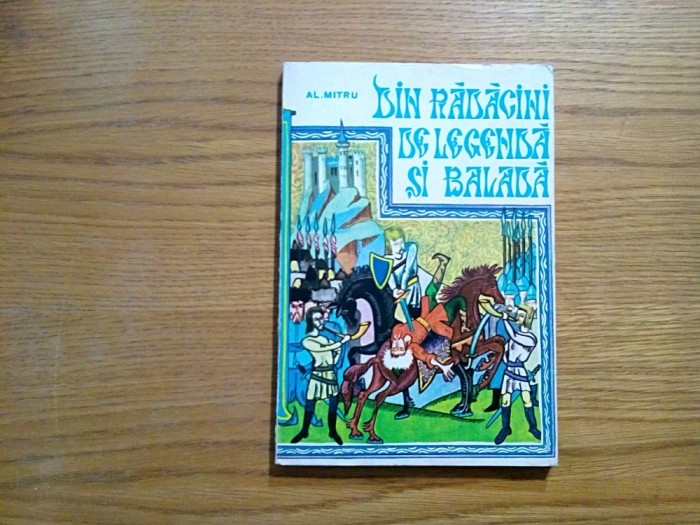 AL. MITRU
DIN RĂDĂCINI
DE LEGENDĂ
ȘI BALADĂ